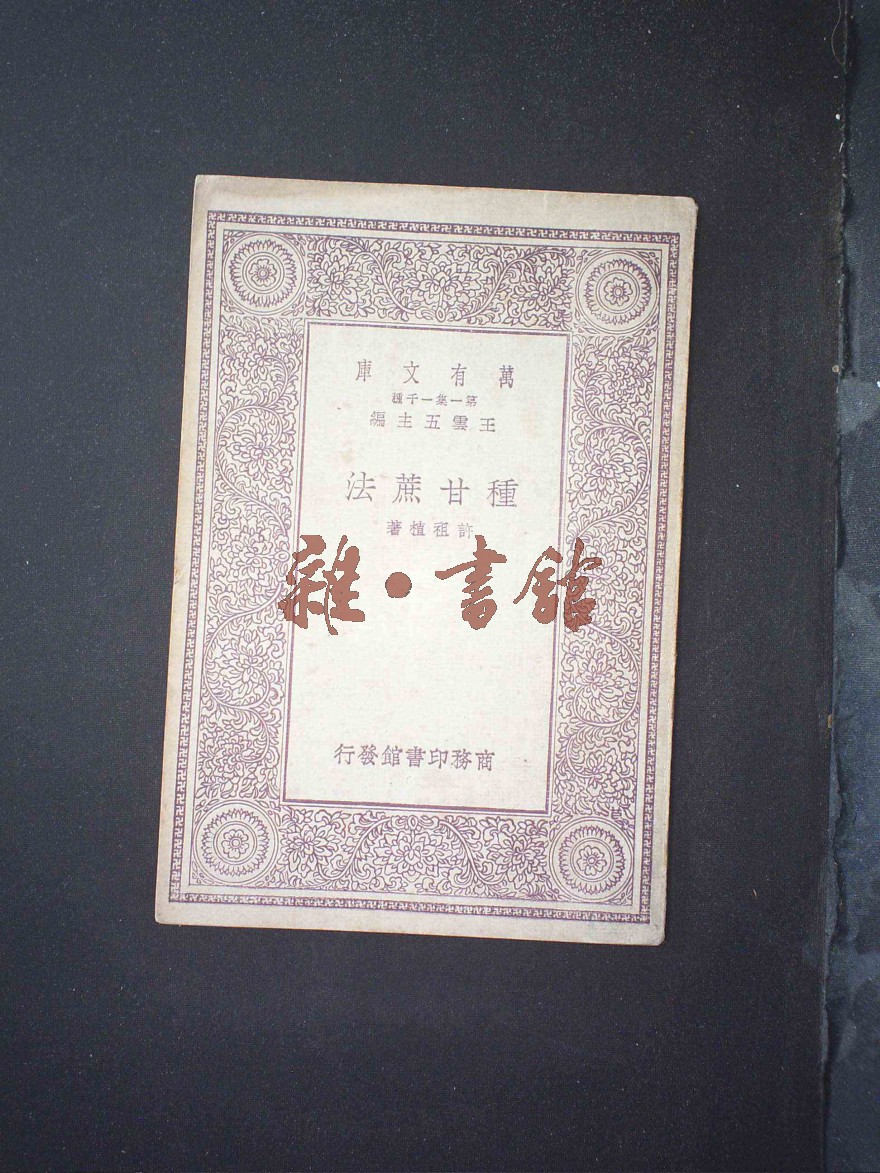 萬有文庫
第一集一千種
王雲五主編
種甘蔗法
許祖植著
雜·書館
商務印書館發行